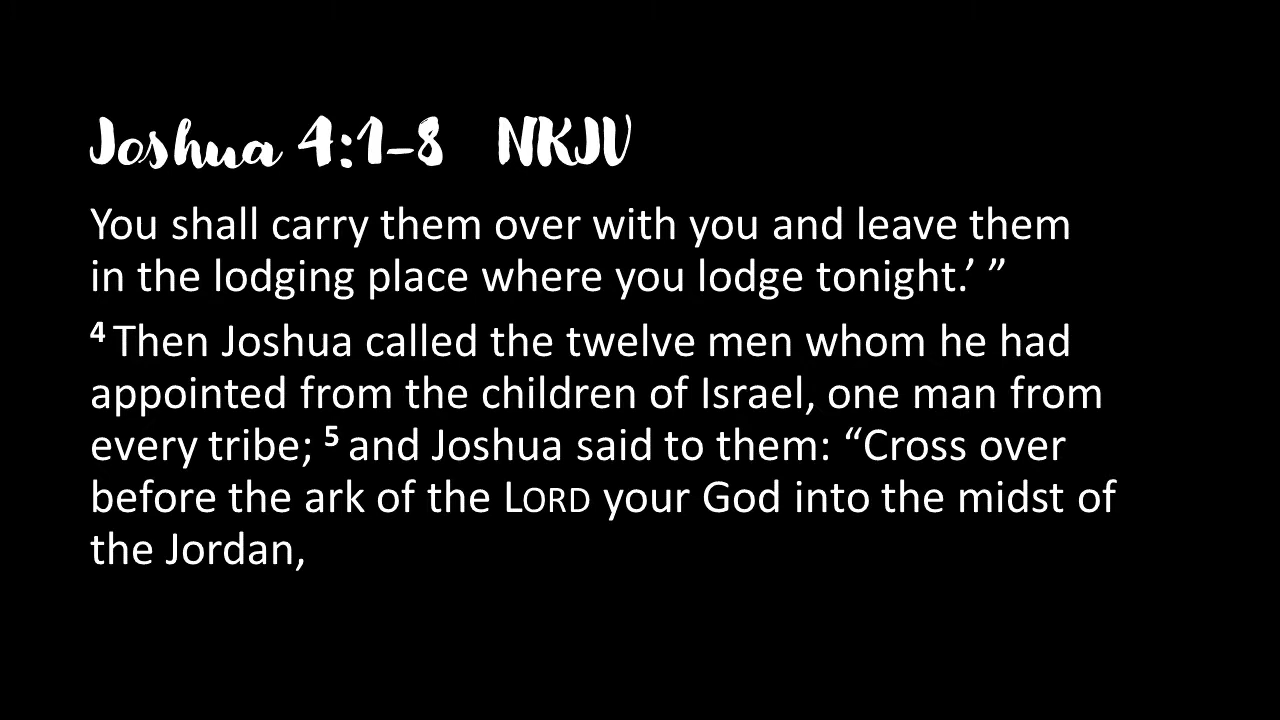 Joshua 4:1-8 NKJV
You shall carry them over with you and leave them
in the lodging place where you lodge tonight.’ ”
4 Then Joshua called the twelve men whom he had
appointed from the children of Israel, one man from
every tribe; 5 and Joshua said to them: “Cross over
before the ark of the LORD your God into the midst of
the Jordan,